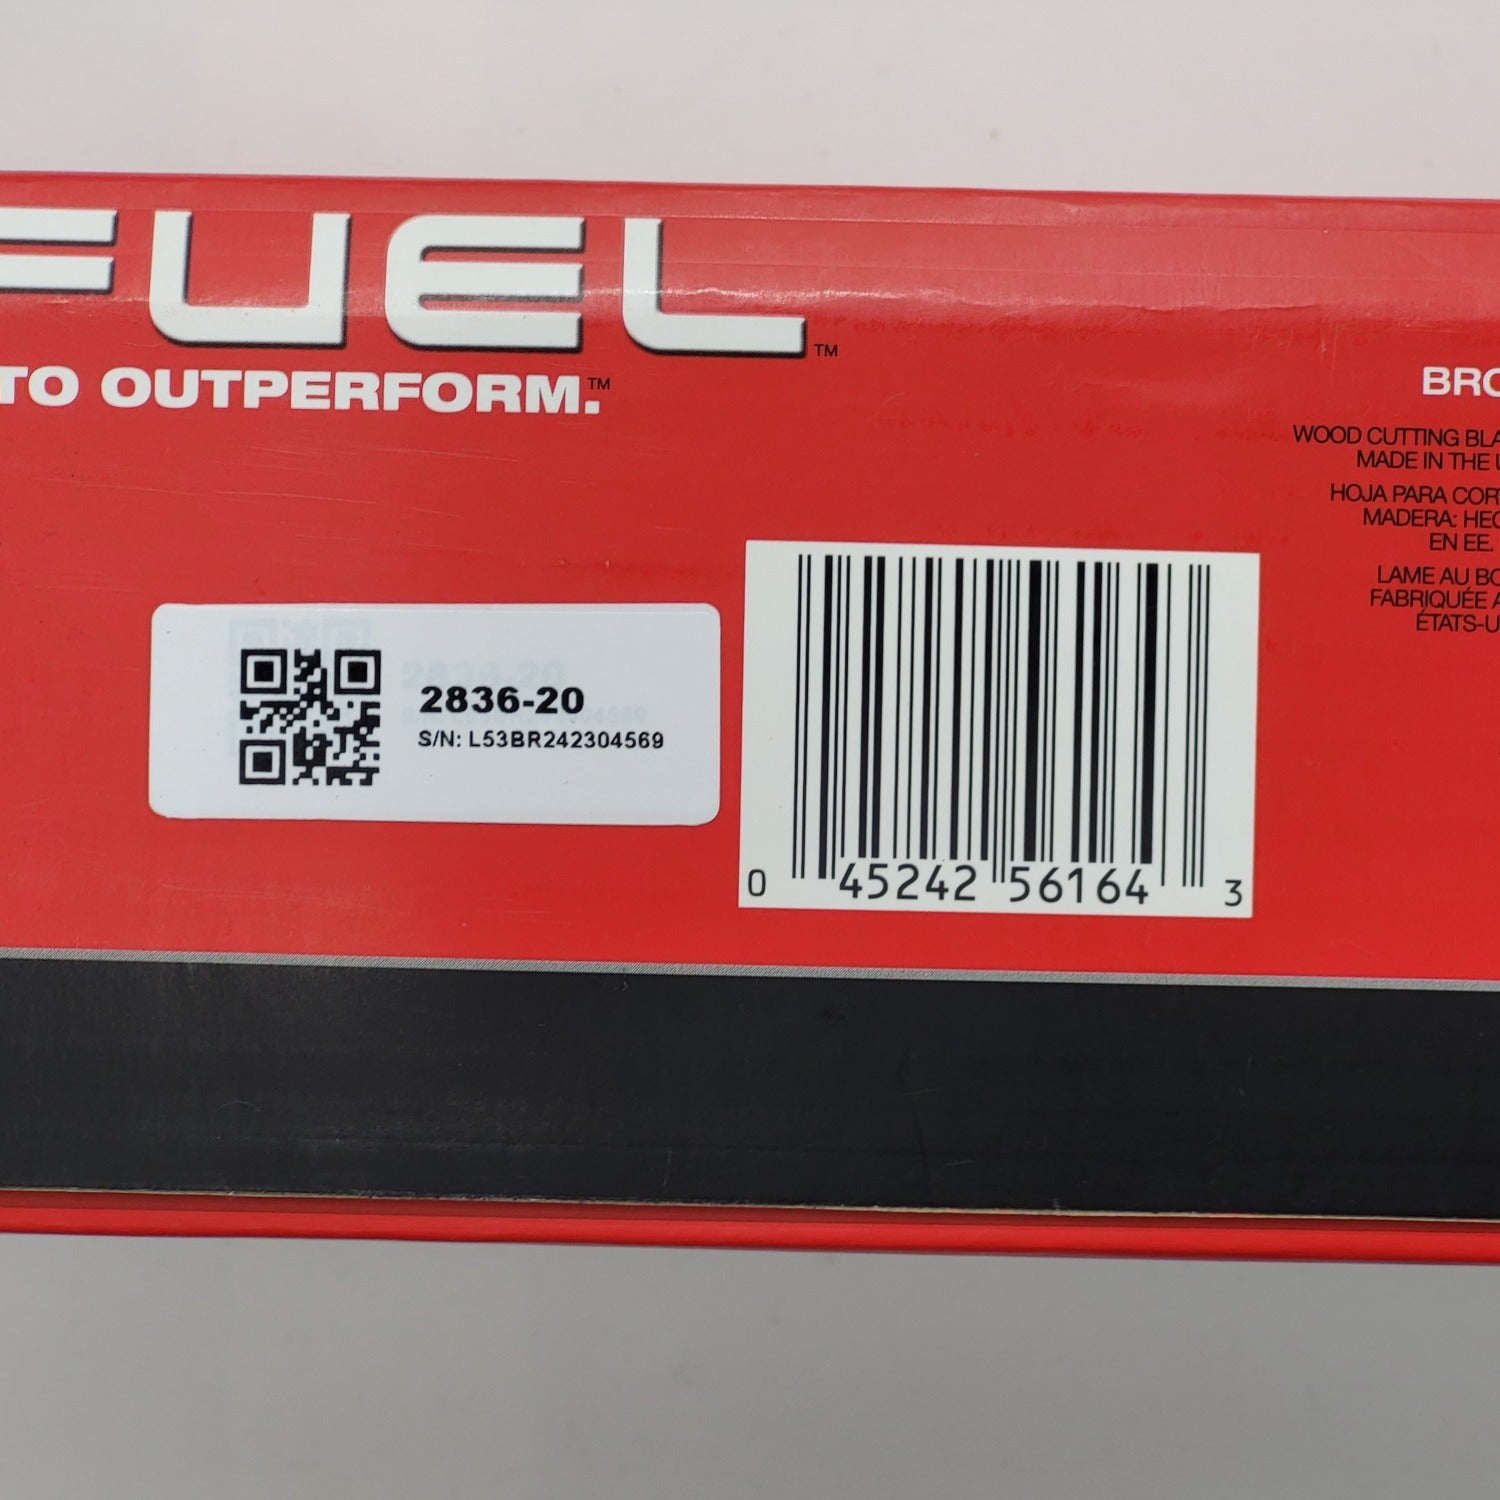 FUEL™
TO OUTPERFORM.™
2836-20
S/N: L53BR242304569
0 45242 56164 3
BRO
WOOD CUTTING BLA
MADE IN THE U
HOJA PARA COR
MADERA: HEC
EN EE.
LAME AU BO
FABRIQUÉE A
ÉTATS-U